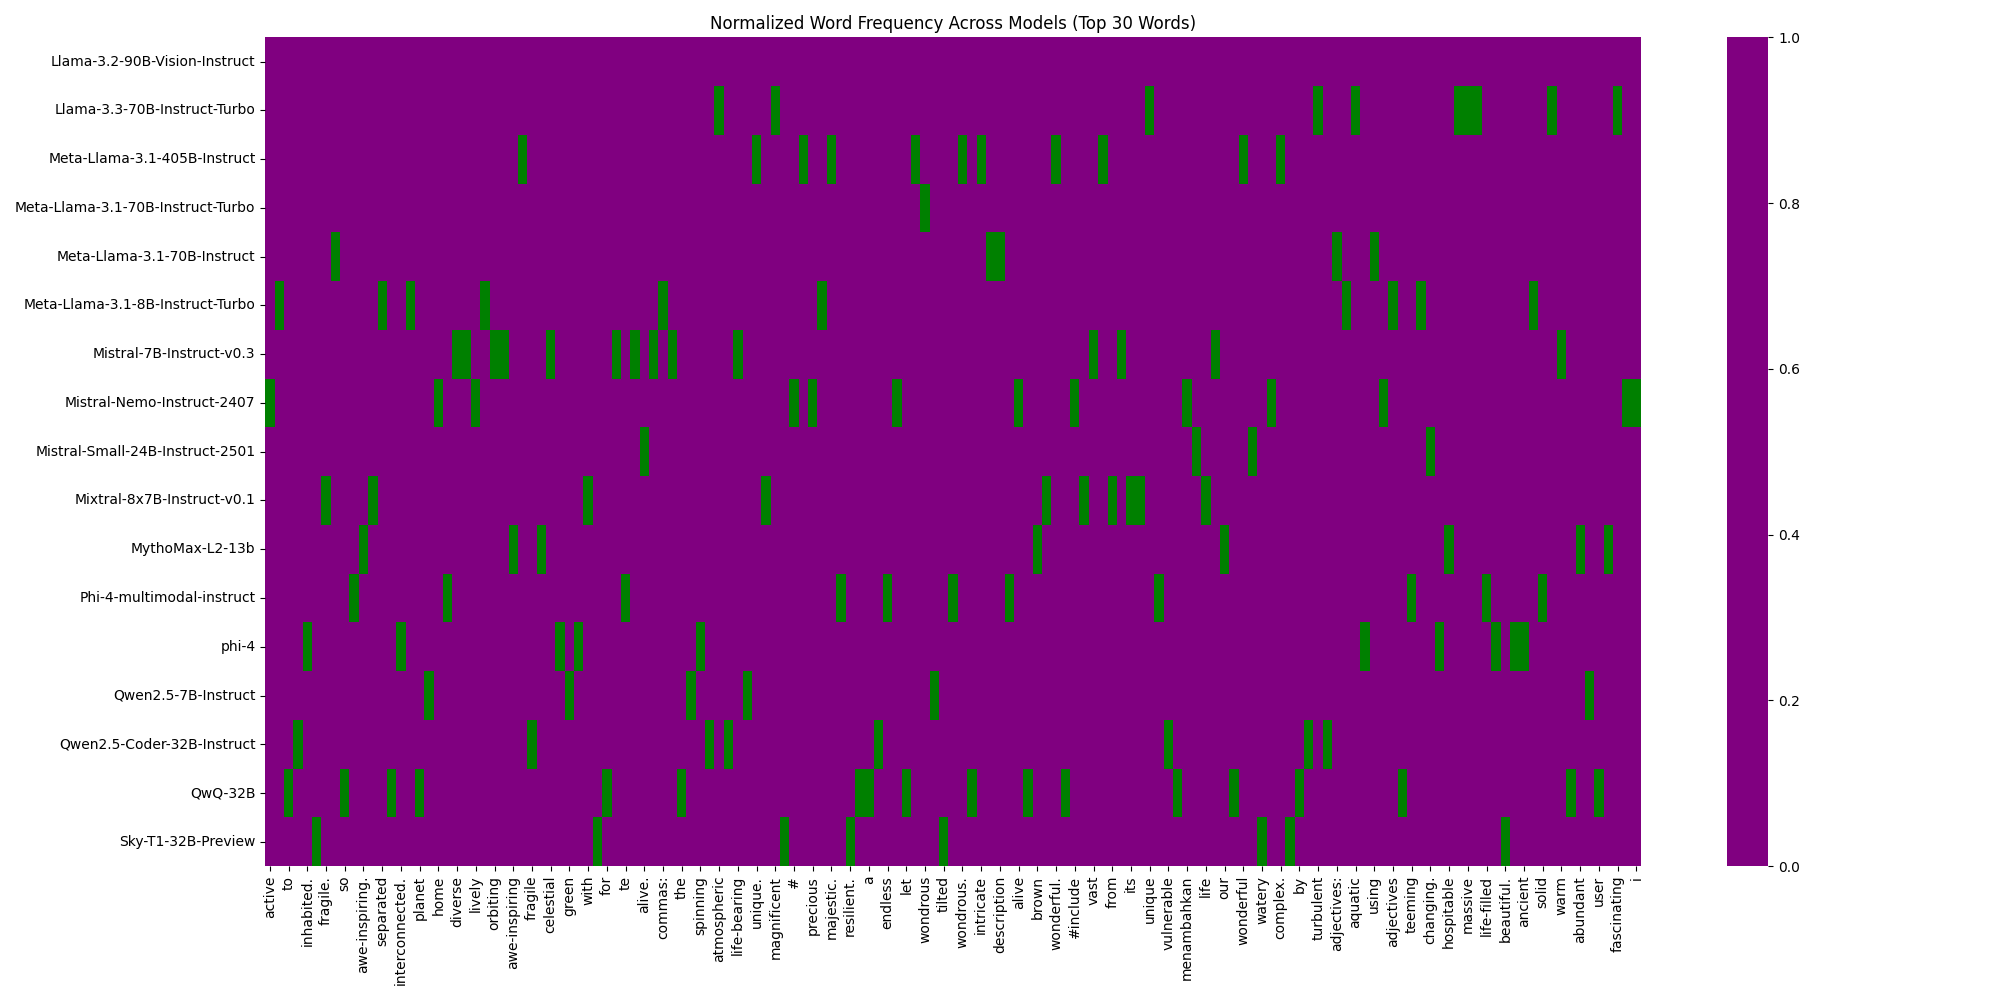 Normalized Word Frequency Across Models (Top 30 Words)
Llama-3.2-90B-Vision-Instruct
Llama-3.3-70B-Instruct-Turbo
Meta-Llama-3.1-405B-Instruct
Meta-Llama-3.1-70B-Instruct-Turbo
Meta-Llama-3.1-70B-Instruct
Meta-Llama-3.1-8B-Instruct-Turbo
Mistral-7B-Instruct-v0.3
Mistral-Nemo-Instruct-2407
Mistral-Small-24B-Instruct-2501
Mixtral-8x7B-Instruct-v0.1
MythoMax-L2-13b
Phi-4-multimodal-instruct
phi-4
Qwen2.5-7B-Instruct
Qwen2.5-Coder-32B-Instruct
QwQ-32B
Sky-T1-32B-Preview
active
to
inhabited.
fragile.
so
awe-inspiring.
separated
interconnected.
planet
home
diverse
lively
orbiting
awe-inspiring
fragile
celestial
green
with
for
te
alive.
commas:
the
spinning
atmospheric
life-bearing
unique.
magnificent
#
precious
majestic.
resilient.
a
endless
let
wondrous
tilted
wondrous.
intricate
description
alive
brown
wonderful.
#include
vast
from
its
unique
vulnerable
menambahkan
life
our
wonderful
watery
complex.
by
turbulent
adjectives:
aquatic
using
adjectives
teeming
changing.
hospitable
massive
life-filled
beautiful.
ancient
solid
warm
abundant
user
fascinating
i
1.0
0.8
0.6
0.4
0.2
0.0